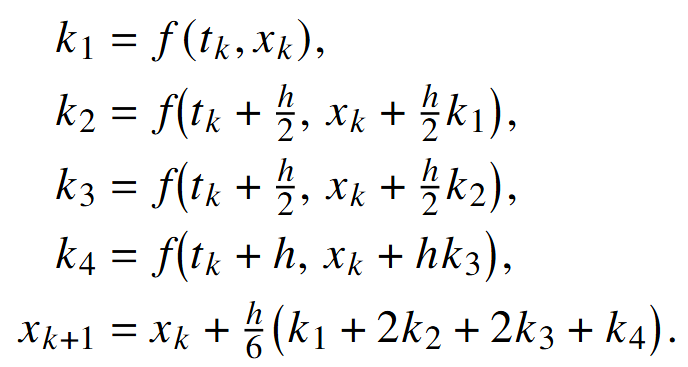 k₁ = f(tₖ, xₖ),
k₂ = f(tₖ + h/2, xₖ + h/2 k₁),
k₃ = f(tₖ + h/2, xₖ + h/2 k₂),
k₄ = f(tₖ + h, xₖ + hk₃),
xₖ₊₁ = xₖ + h/6 (k₁ + 2k₂ + 2k₃ + k₄).